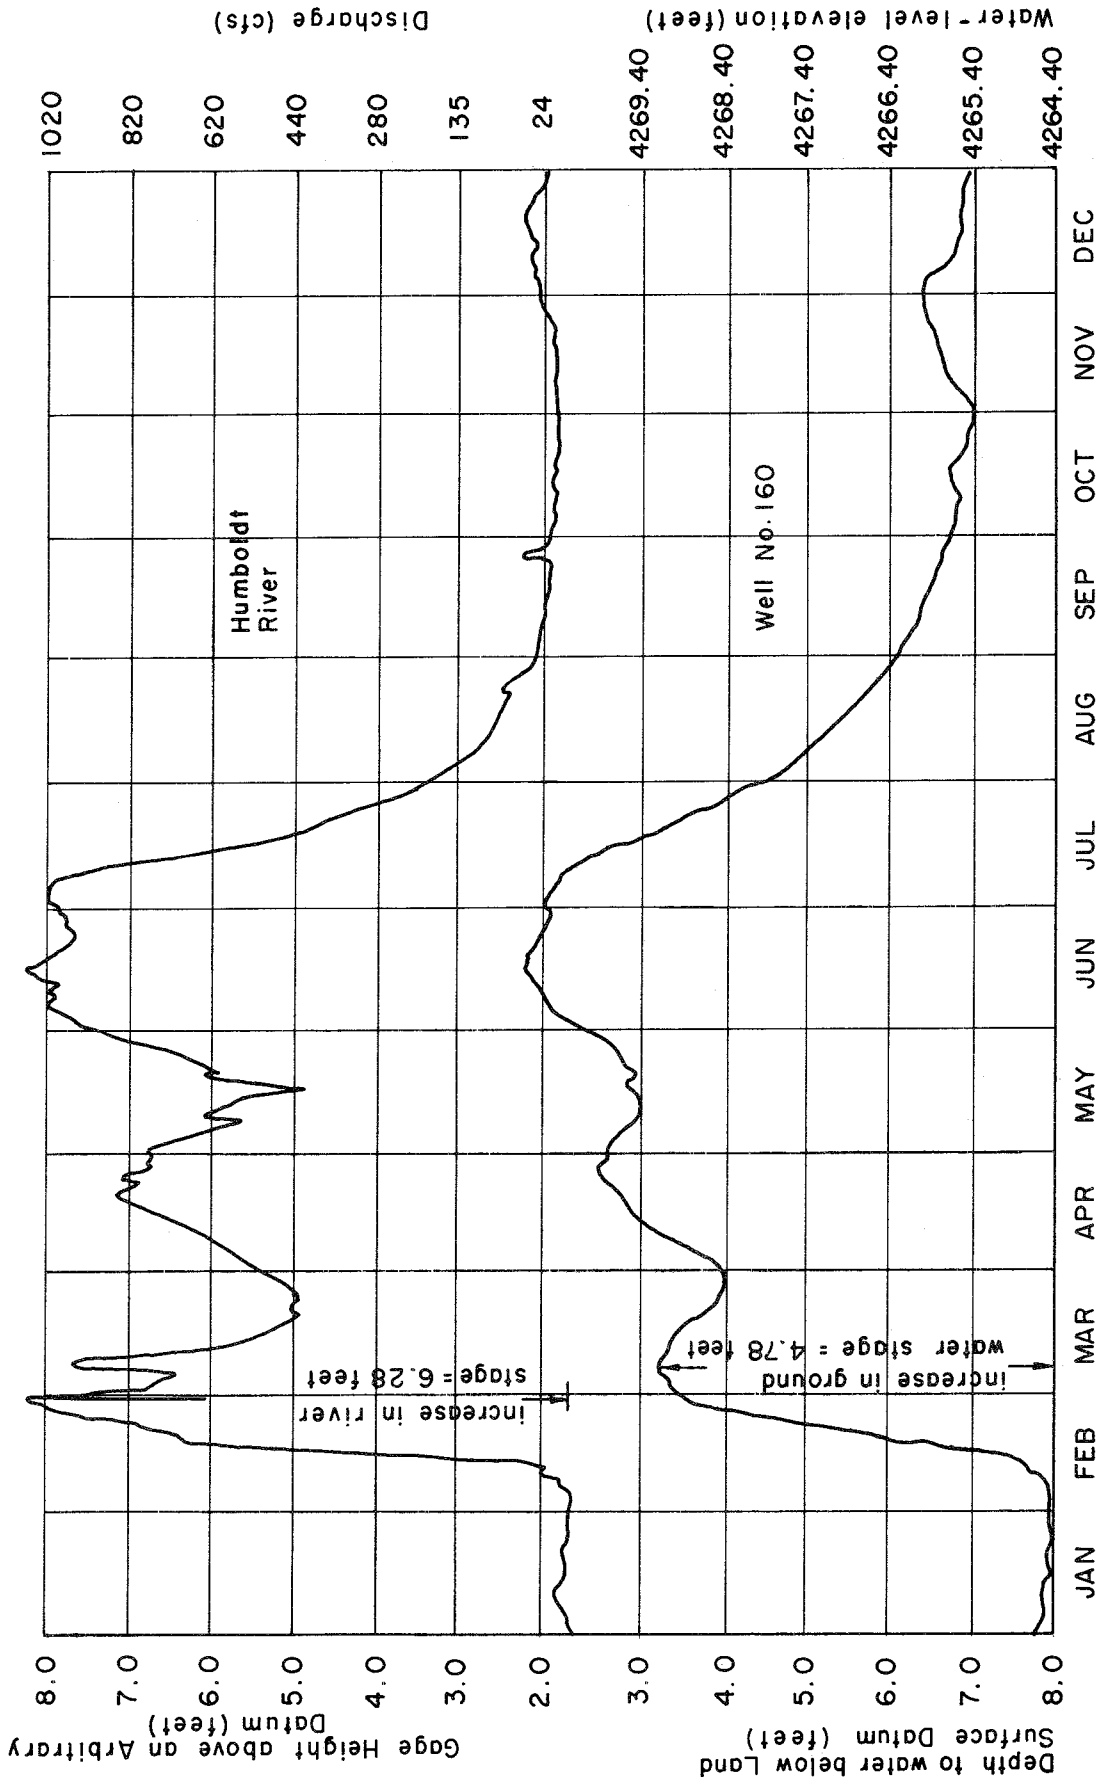 Gage Height above an Arbitrary
Datum (feet)
8.0
7.0
6.0
5.0
4.0
3.0
2.0
Discharge (cfs)
1020
820
620
440
280
135
24
Humboldt
River
increase in river
stage = 6.28 feet
Depth to water below Land
Surface Datum (feet)
3.0
4.0
5.0
6.0
7.0
8.0
Water-level elevation (feet)
4269.40
4268.40
4267.40
4266.40
4265.40
4264.40
Well No. 160
increase in ground
water stage = 4.78 feet
JAN
FEB
MAR
APR
MAY
JUN
JUL
AUG
SEP
OCT
NOV
DEC